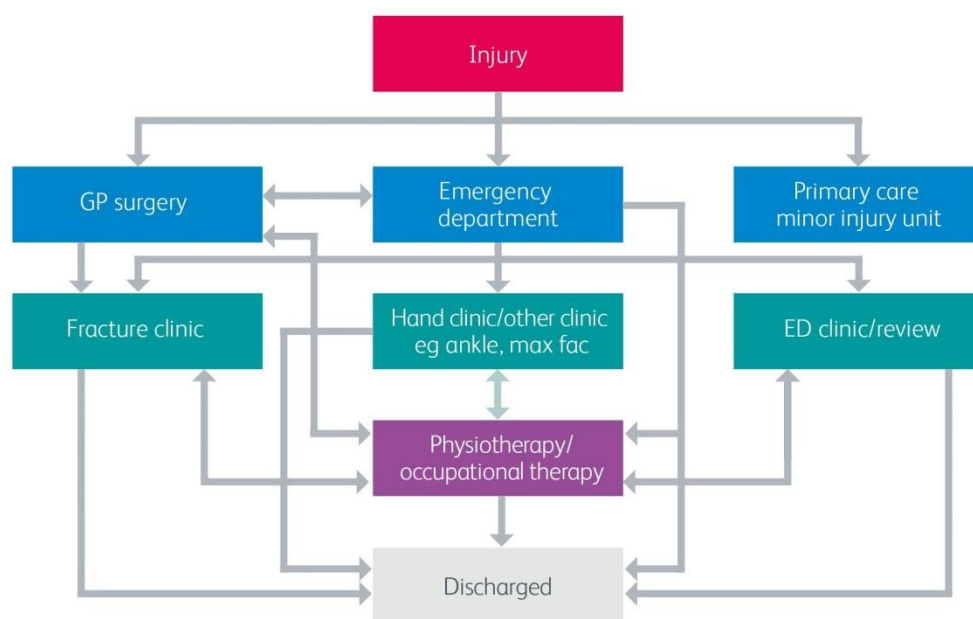 Injury
GP surgery
Emergency
department
Primary care
minor injury unit
Fracture clinic
Hand clinic/other clinic
eg ankle, max fac
ED clinic/review
Physiotherapy/
occupational therapy
Discharged